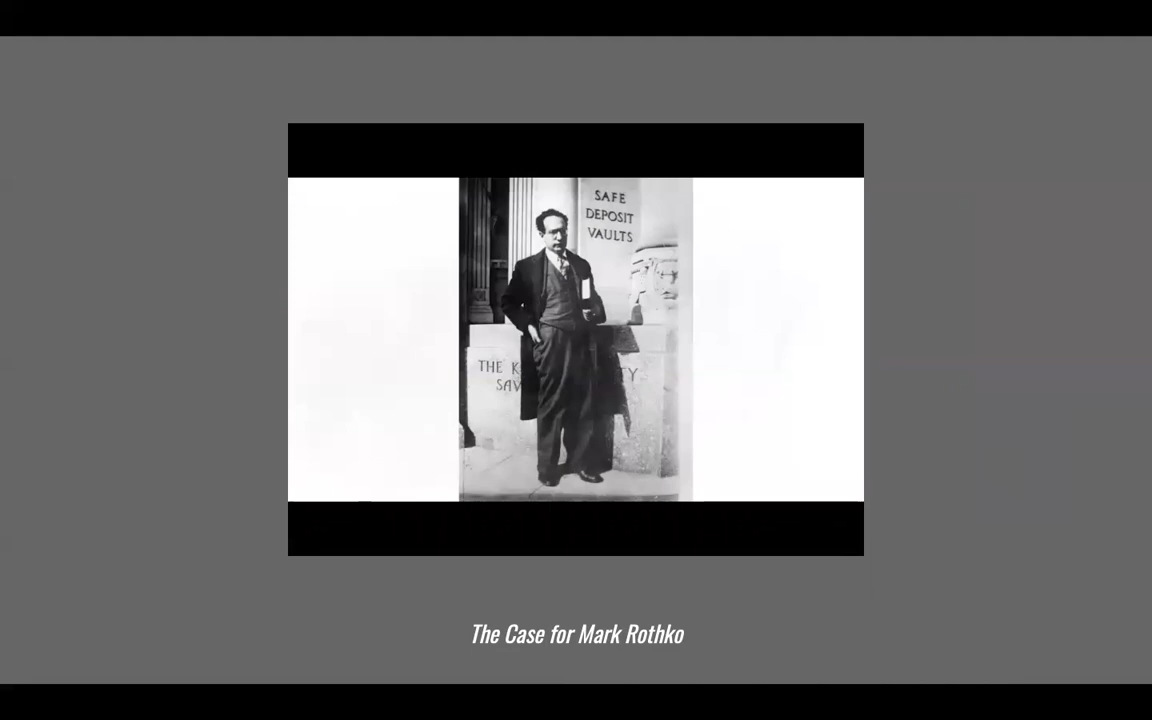 SAFE
DEPOSIT
VAULTS
THE K
TY
SAV
The Case for Mark Rothko